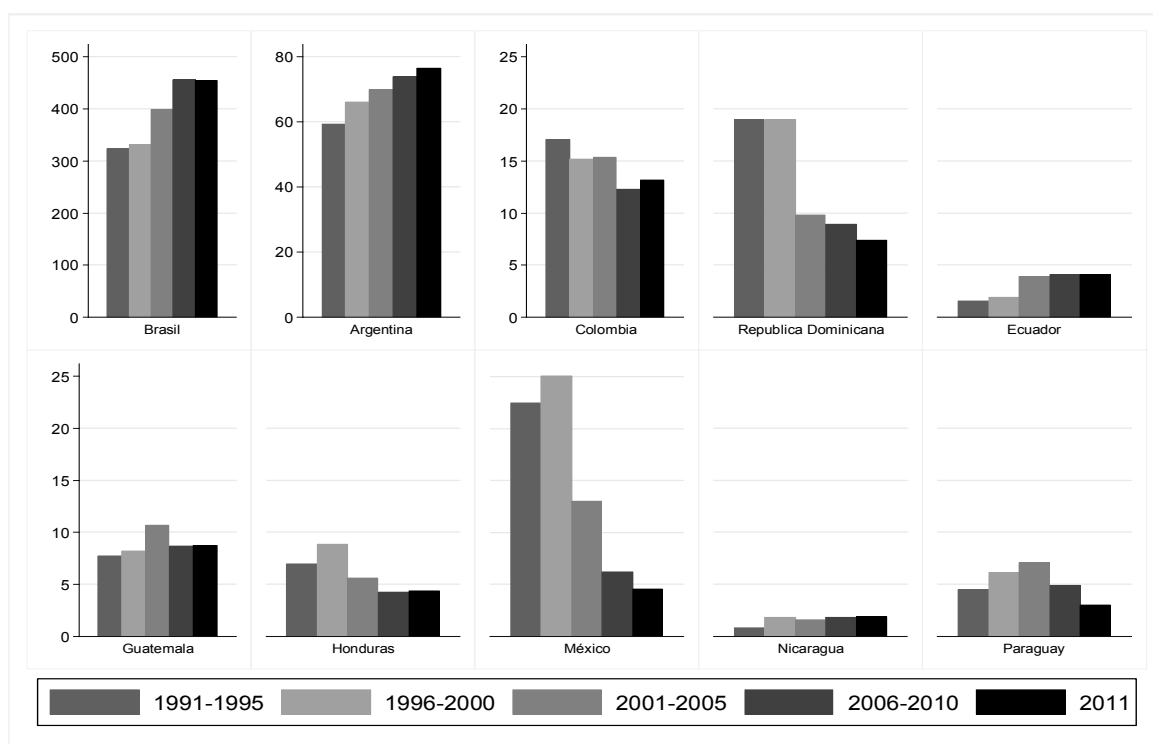 500
400
300
200
100
0
Brasil
80
60
40
20
0
Argentina
25
20
15
10
5
0
Colombia
Republica Dominicana
Ecuador
25
20
15
10
5
0
Guatemala
Honduras
México
Nicaragua
Paraguay
1991-1995 1996-2000 2001-2005 2006-2010 2011